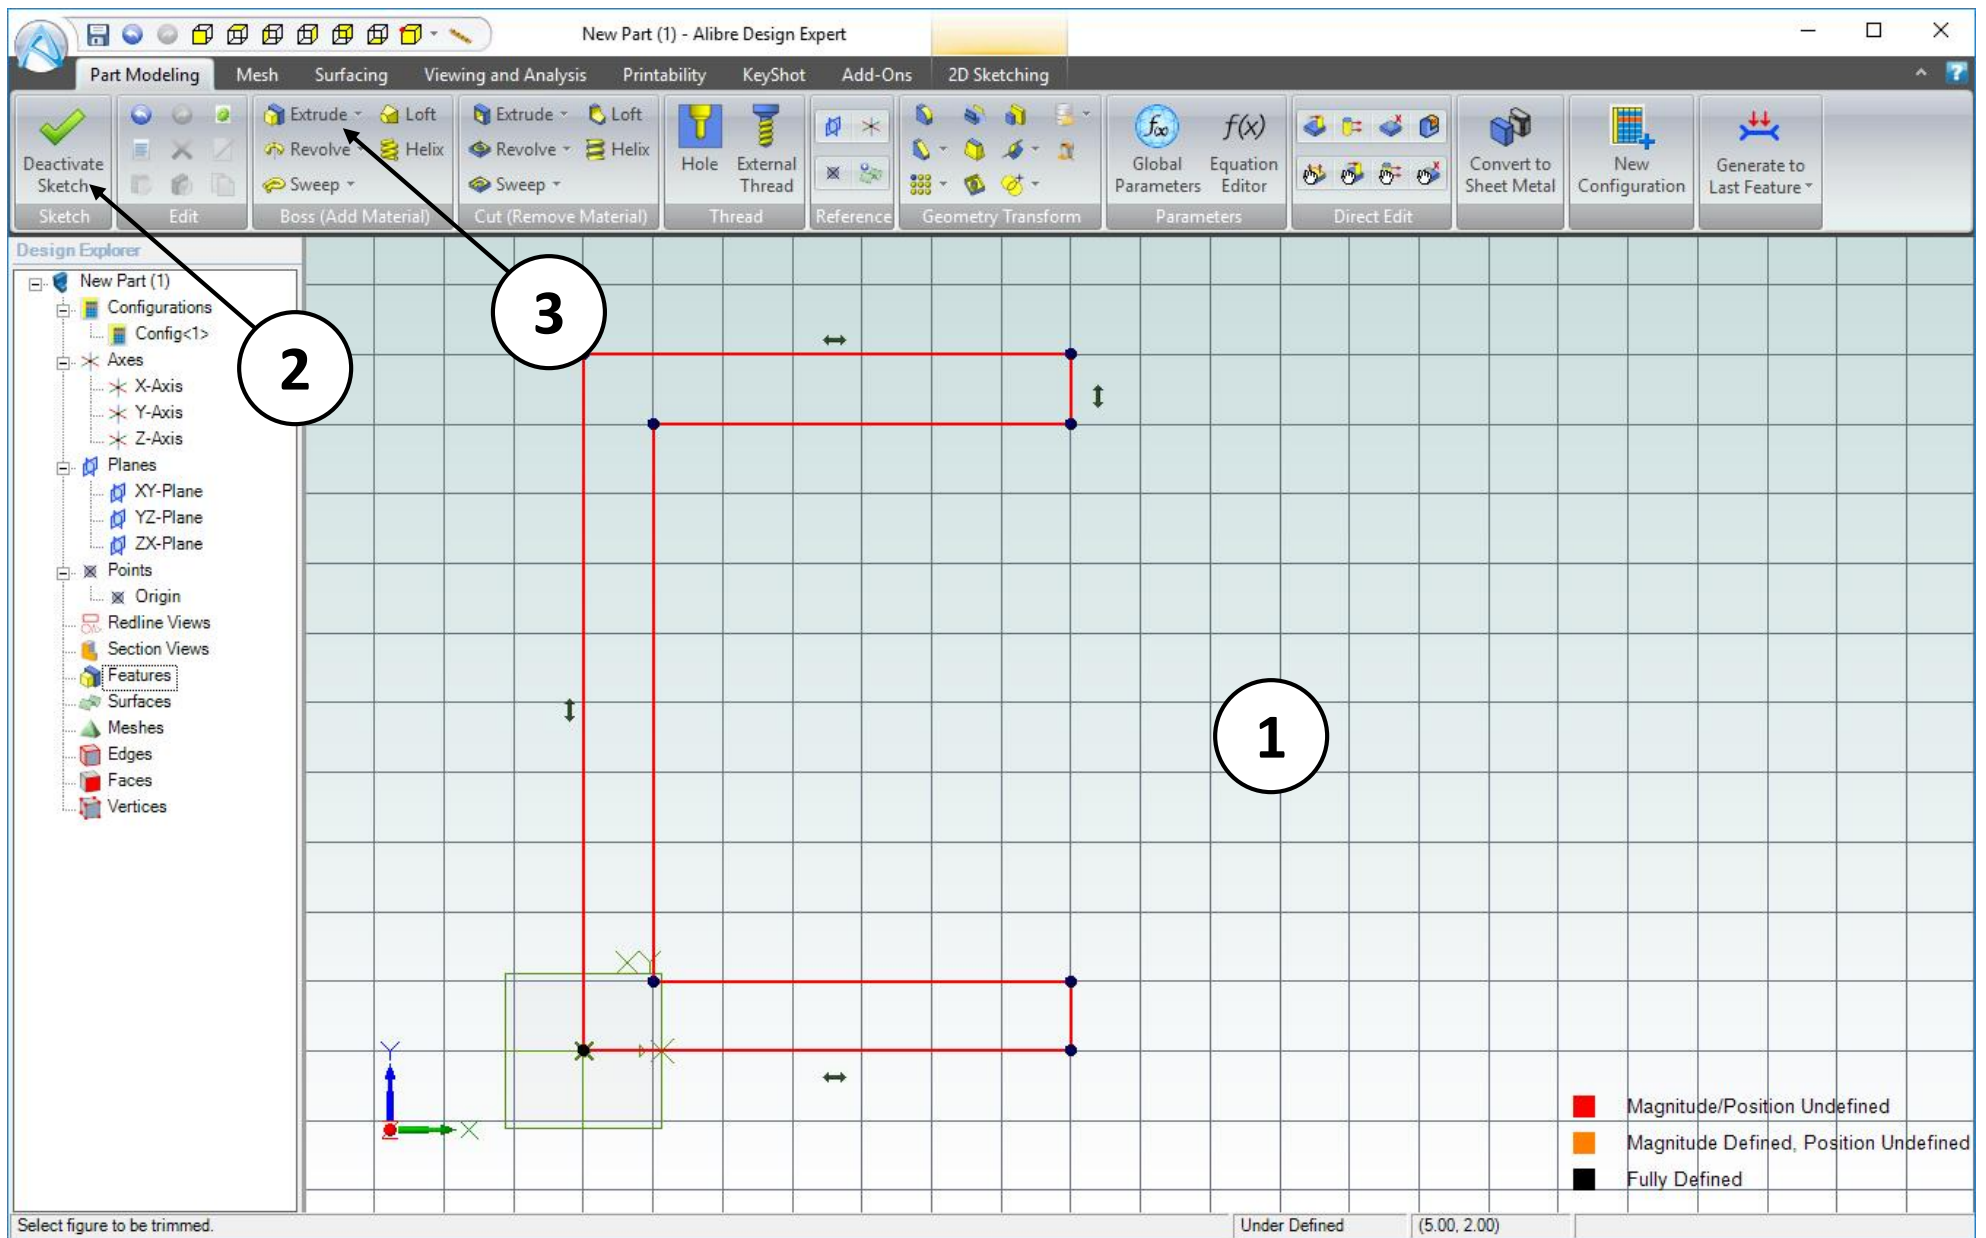 New Part (1) - Alibre Design Expert
Part Modeling Mesh Surfacing Viewing and Analysis Printability KeyShot Add-Ons 2D Sketching
Deactivate
Sketch
Sketch
Edit
Extrude Loft
Revolve Helix
Sweep
Boss (Add Material)
Extrude Loft
Revolve Helix
Sweep
Cut (Remove Material)
Hole
External
Thread
Thread
Reference
Geometry Transform
Global
Parameters
f(x)
Equation
Editor
Parameters
Direct Edit
Convert to
Sheet Metal
New
Configuration
Generate to
Last Feature
Design Explorer
New Part (1)
Configurations
Config<1>
Axes
X-Axis
Y-Axis
Z-Axis
Planes
XY-Plane
YZ-Plane
ZX-Plane
Points
Origin
Redline Views
Section Views
Features
Surfaces
Meshes
Edges
Faces
Vertices
2
3
1
XY
Y
X
Z
Magnitude/Position Undefined
Magnitude Defined, Position Undefined
Fully Defined
Select figure to be trimmed.
Under Defined
(5.00, 2.00)